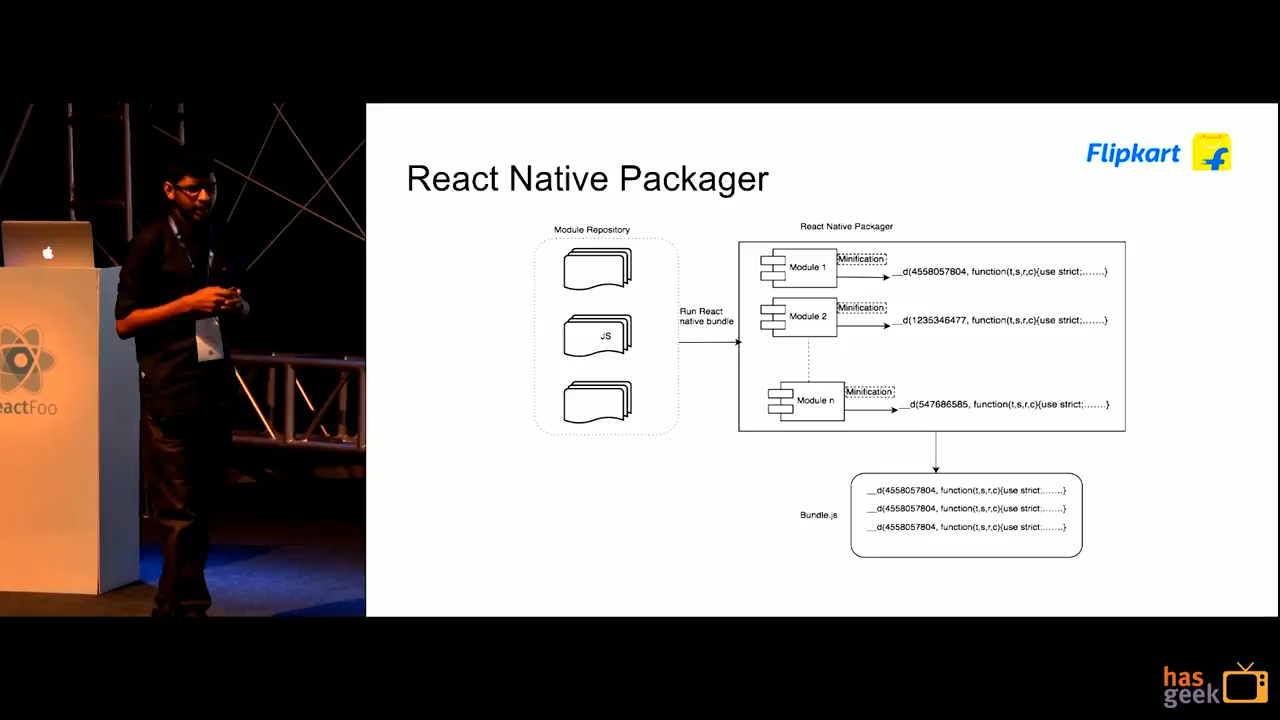 Flipkart
React Native Packager
Module Repository
React Native Packager
JS
Run React
native bundle
Module 1
Minification
__d(4558057804, function(t,s,r,c){use strict;.......}
Module 2
Minification
__d(1235346477, function(t,s,r,c){use strict;.......}
Module n
Minification
__d(547686585, function(t,s,r,c){use strict;.......}
Bundle.js
__d(4558057804, function(t,s,r,c){use strict;.......}
__d(4558057804, function(t,s,r,c){use strict;.......}
__d(4558057804, function(t,s,r,c){use strict;.......}
eactFoo
has
geek